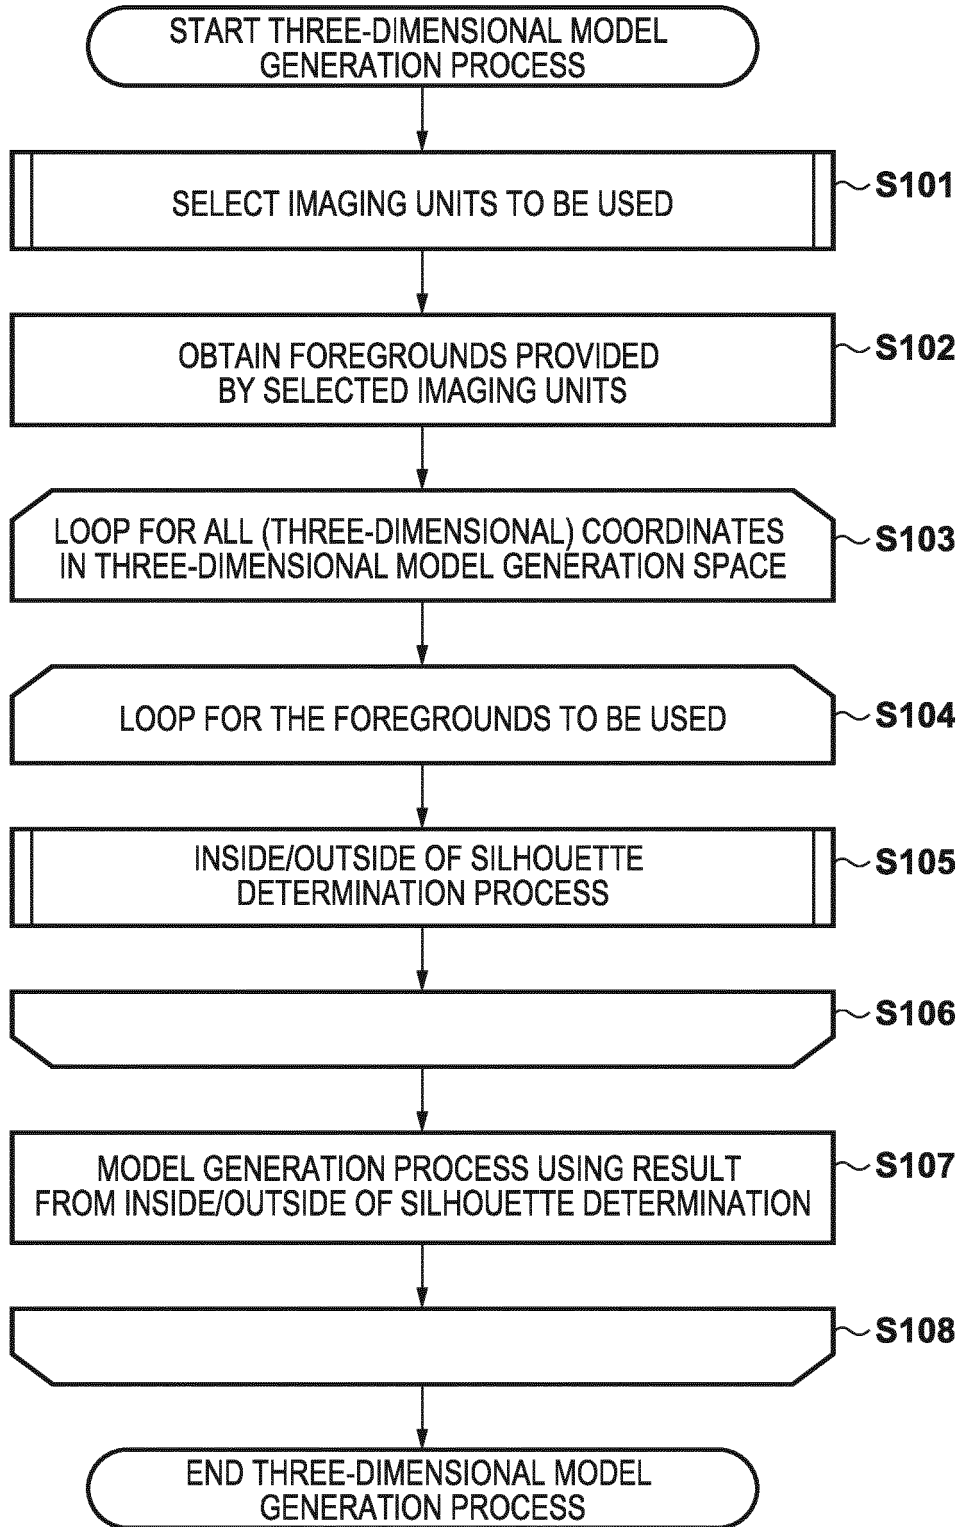 START THREE-DIMENSIONAL MODEL
GENERATION PROCESS
SELECT IMAGING UNITS TO BE USED
S101
OBTAIN FOREGROUNDS PROVIDED
BY SELECTED IMAGING UNITS
S102
LOOP FOR ALL (THREE-DIMENSIONAL) COORDINATES
IN THREE-DIMENSIONAL MODEL GENERATION SPACE
S103
LOOP FOR THE FOREGROUNDS TO BE USED
S104
INSIDE/OUTSIDE OF SILHOUETTE
DETERMINATION PROCESS
S105
S106
MODEL GENERATION PROCESS USING RESULT
FROM INSIDE/OUTSIDE OF SILHOUETTE DETERMINATION
S107
S108
END THREE-DIMENSIONAL MODEL
GENERATION PROCESS